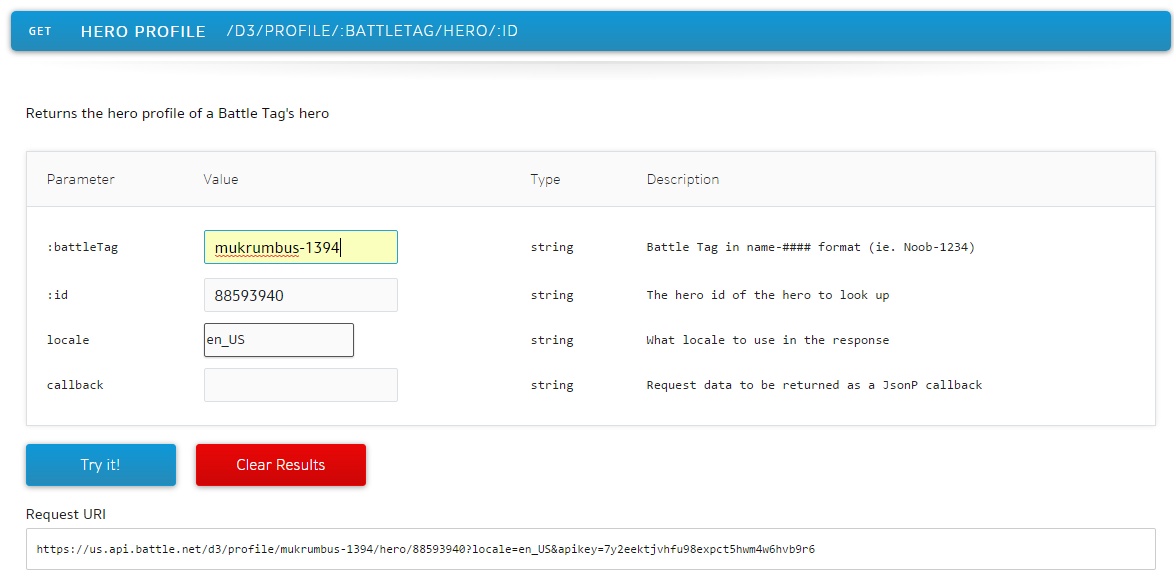 GET HERO PROFILE /D3/PROFILE/:BATTLETAG/HERO/:ID
Returns the hero profile of a Battle Tag's hero
Parameter Value Type Description
:battleTag mukrumbus-1394 string Battle Tag in name-#### format (ie. Noob-1234)
:id 88593940 string The hero id of the hero to look up
locale en_US string What locale to use in the response
callback string Request data to be returned as a JsonP callback
Try it! Clear Results
Request URI
https://us.api.battle.net/d3/profile/mukrumbus-1394/hero/88593940?locale=en_US&apikey=7y2eektjvhfu98expct5hwm4w6hvb9r6